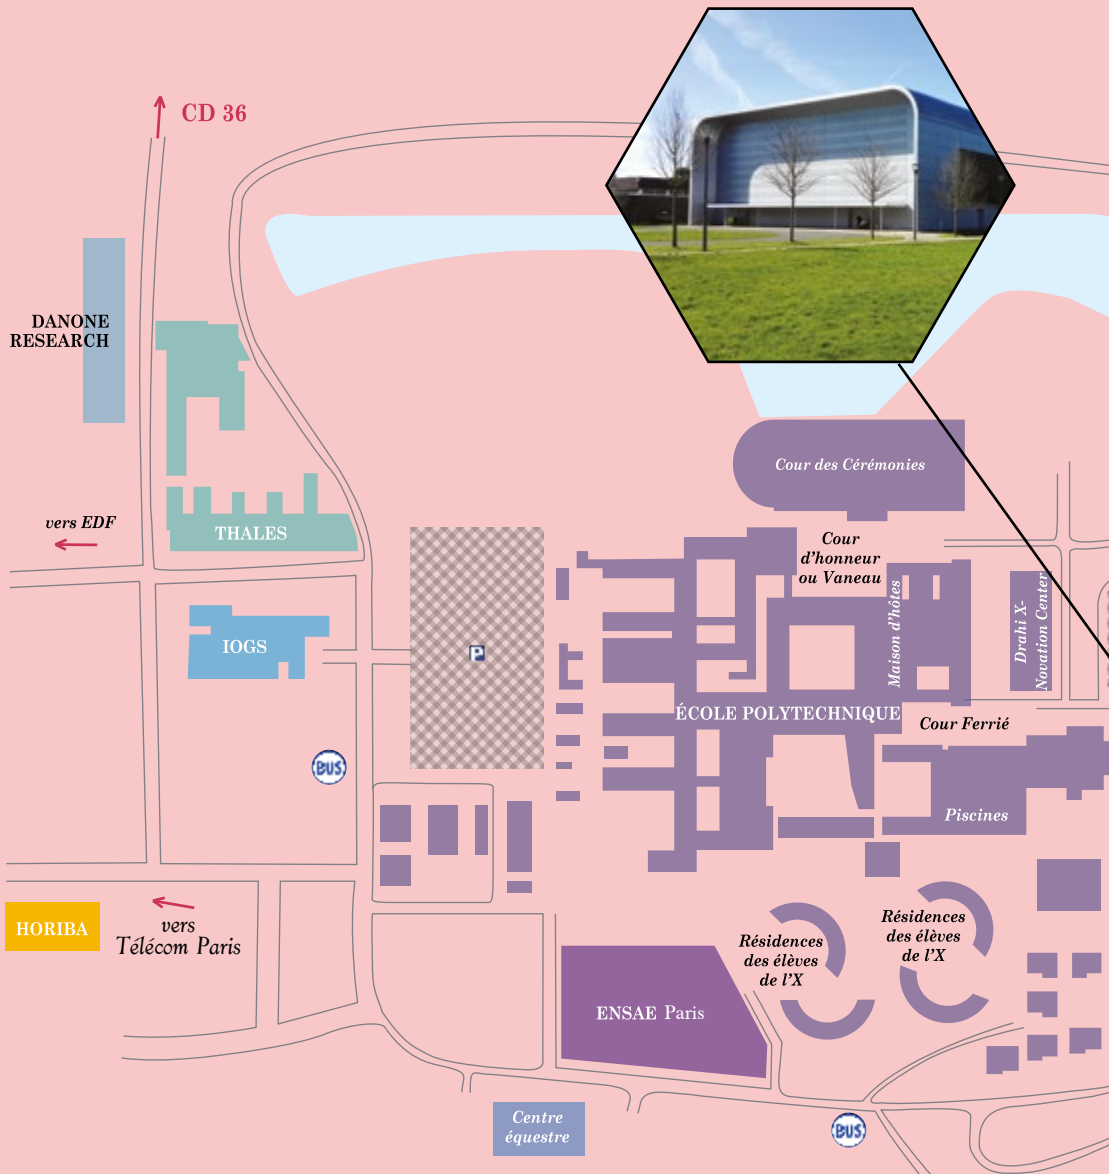 CD 36
DANONE
RESEARCH
vers EDF
THALES
IOGS
P
BUS
HORIBA
vers
Télécom Paris
Cour des Cérémonies
Cour
d'honneur
ou Vaneau
Maison d'hôtes
Drahi X-
Novation Center
ÉCOLE POLYTECHNIQUE
Cour Ferrié
Piscines
Résidences
des élèves
de l'X
Résidences
des élèves
de l'X
ENSAE Paris
Centre
équestre
BUS